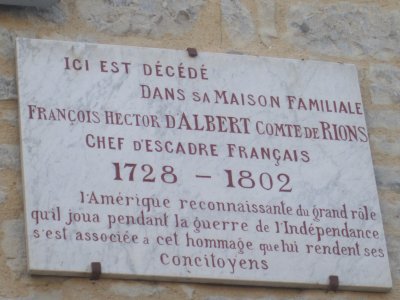 ICI EST DÉCÉDÉ
DANS SA MAISON FAMILIALE
FRANÇOIS HECTOR D'ALBERT COMTE DE RIONS
CHEF D'ESCADRE FRANÇAIS
1728 - 1802
l'Amérique reconnaissante du grand rôle
qu'il joua pendant la guerre de l'Indépendance
s'est associée a cet hommage que lui rendent ses
concitoyens